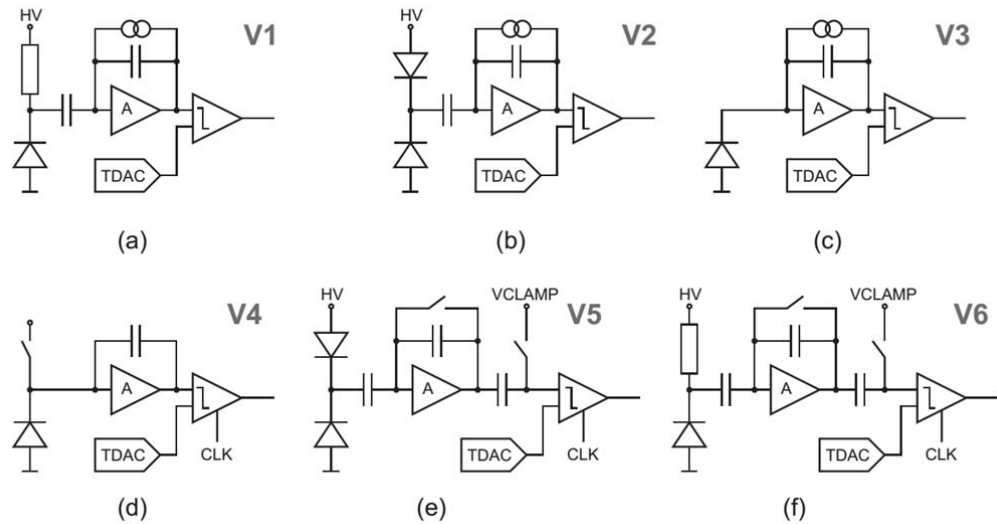 HV
V1
A
TDAC
(a)
HV
V2
A
TDAC
(b)
V3
A
TDAC
(c)
V4
A
TDAC
CLK
(d)
HV
VCLAMP
V5
A
TDAC
CLK
(e)
HV
VCLAMP
V6
A
TDAC
CLK
(f)